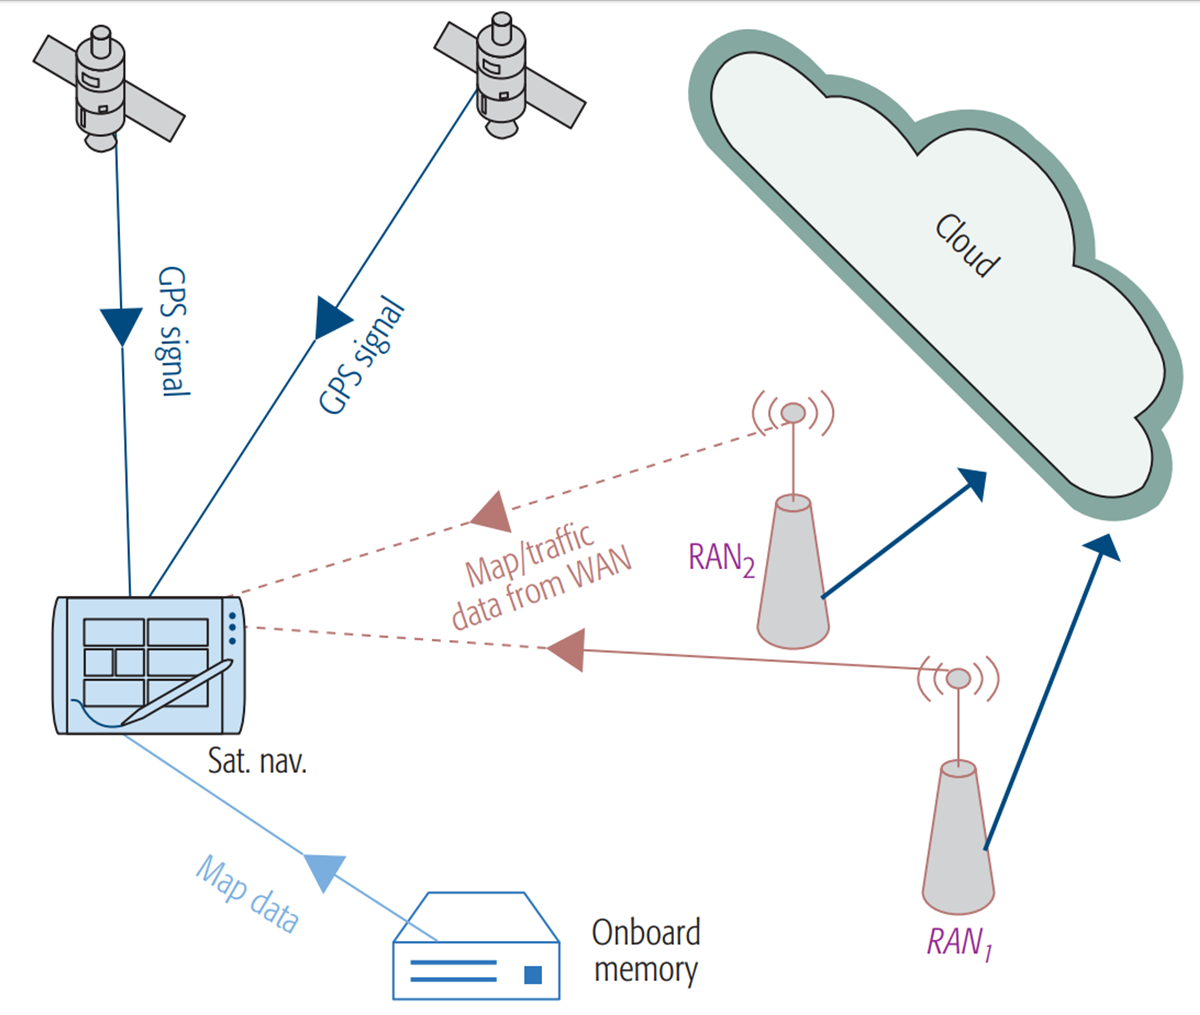 Cloud
GPS signal
GPS signal
Map/traffic
data from WAN
RAN2
Sat. nav.
Map data
Onboard
memory
RAN1